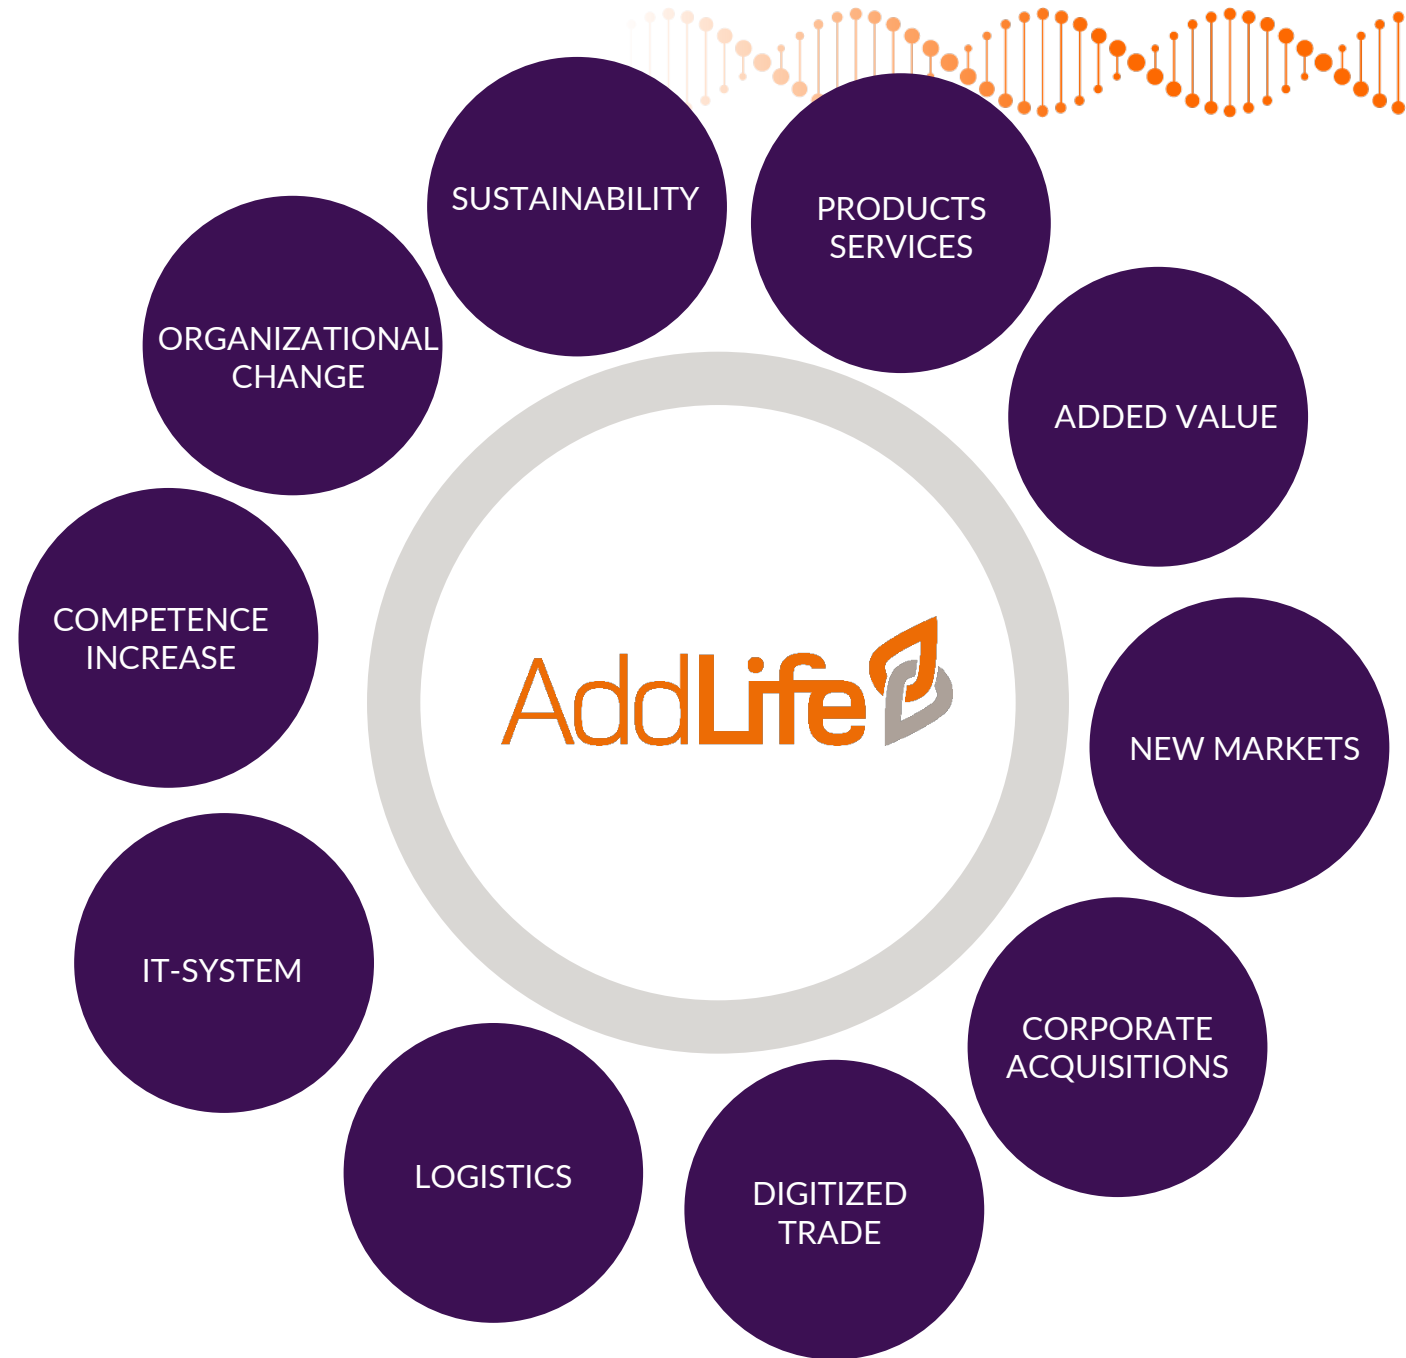 SUSTAINABILITY
PRODUCTS
SERVICES
ORGANIZATIONAL
CHANGE
ADDED VALUE
COMPETENCE
INCREASE
AddLife
NEW MARKETS
IT-SYSTEM
CORPORATE
ACQUISITIONS
LOGISTICS
DIGITIZED
TRADE